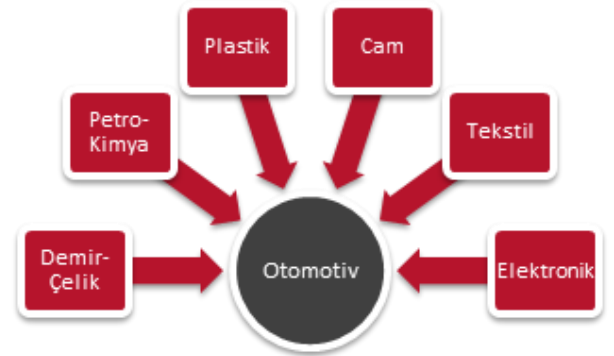 Plastik
Cam
Petro-
Kimya
Tekstil
Demir-
Çelik
Otomotiv
Elektronik